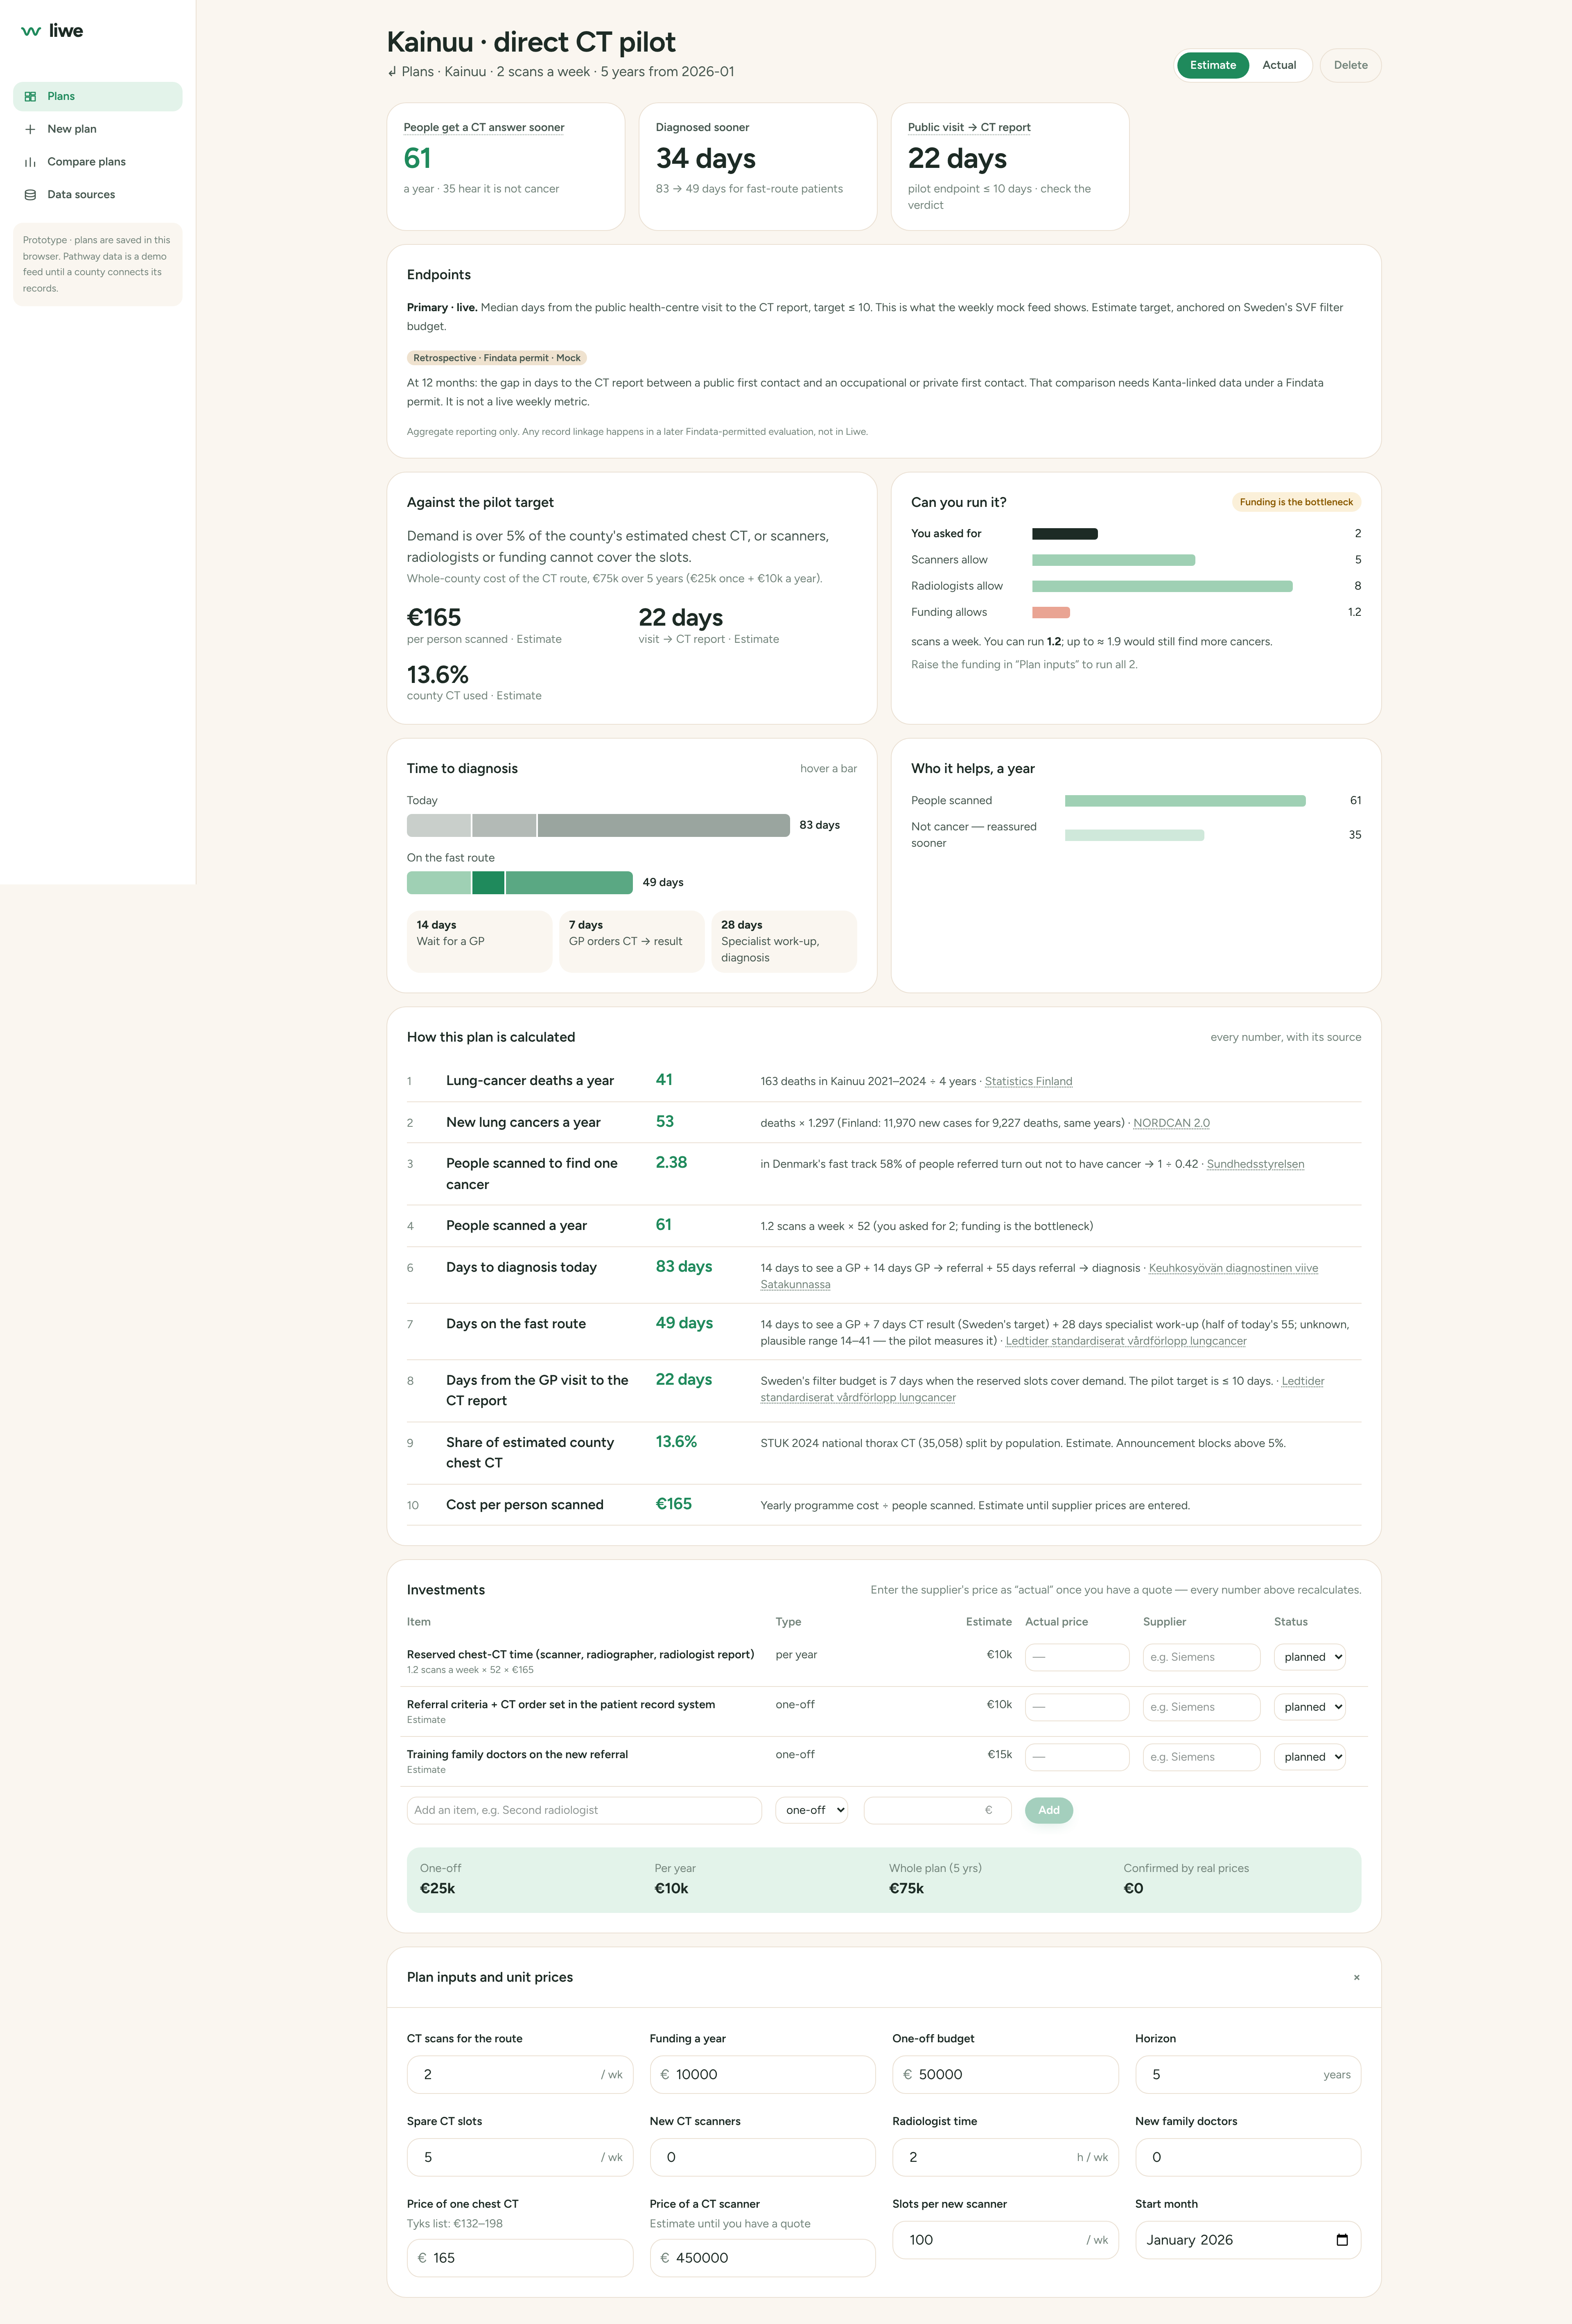 liwe
Plans
New plan
Compare plans
Data sources
Prototype · plans are saved in this
browser. Pathway data is a demo
feed until a county connects its
records.
Kainuu · direct CT pilot
↲ Plans · Kainuu · 2 scans a week · 5 years from 2026-01
Estimate
Actual
Delete
People get a CT answer sooner
61
a year · 35 hear it is not cancer
Diagnosed sooner
34 days
83 → 49 days for fast-route patients
Public visit → CT report
22 days
pilot endpoint ≤ 10 days · check the
verdict
Endpoints
Primary · live. Median days from the public health-centre visit to the CT report, target ≤ 10. This is what the weekly mock feed shows. Estimate target, anchored on Sweden's SVF filter
budget.
Retrospective · Findata permit · Mock
At 12 months: the gap in days to the CT report between a public first contact and an occupational or private first contact. That comparison needs Kanta-linked data under a Findata
permit. It is not a live weekly metric.
Aggregate reporting only. Any record linkage happens in a later Findata-permitted evaluation, not in Liwe.
Against the pilot target
Demand is over 5% of the county's estimated chest CT, or scanners,
radiologists or funding cannot cover the slots.
Whole-county cost of the CT route, €75k over 5 years (€25k once + €10k a year).
€165
per person scanned · Estimate
22 days
visit → CT report · Estimate
13.6%
county CT used · Estimate
Can you run it?
Funding is the bottleneck
You asked for 2
Scanners allow 5
Radiologists allow 8
Funding allows 1.2
scans a week. You can run 1.2; up to ≈ 1.9 would still find more cancers.
Raise the funding in “Plan inputs” to run all 2.
Time to diagnosis
hover a bar
Today
83 days
On the fast route
49 days
14 days
Wait for a GP
7 days
GP orders CT → result
28 days
Specialist work-up,
diagnosis
Who it helps, a year
People scanned 61
Not cancer — reassured
sooner
35
How this plan is calculated
every number, with its source
1 Lung-cancer deaths a year 41 163 deaths in Kainuu 2021–2024 ÷ 4 years · Statistics Finland
2 New lung cancers a year 53 deaths × 1.297 (Finland: 11,970 new cases for 9,227 deaths, same years) · NORDCAN 2.0
3 People scanned to find one
cancer
2.38 in Denmark's fast track 58% of people referred turn out not to have cancer → 1 ÷ 0.42 · Sundhedsstyrelsen
4 People scanned a year 61 1.2 scans a week × 52 (you asked for 2; funding is the bottleneck)
6 Days to diagnosis today 83 days 14 days to see a GP + 14 days GP → referral + 55 days referral → diagnosis · Keuhkosyövän diagnostinen viive
Satakunnassa
7 Days on the fast route 49 days 14 days to see a GP + 7 days CT result (Sweden's target) + 28 days specialist work-up (half of today's 55; unknown,
plausible range 14–41 — the pilot measures it) · Ledtider standardiserat vårdförlopp lungcancer
8 Days from the GP visit to the
CT report
22 days Sweden's filter budget is 7 days when the reserved slots cover demand. The pilot target is ≤ 10 days. · Ledtider
standardiserat vårdförlopp lungcancer
9 Share of estimated county
chest CT
13.6% STUK 2024 national thorax CT (35,058) split by population. Estimate. Announcement blocks above 5%.
10 Cost per person scanned €165 Yearly programme cost ÷ people scanned. Estimate until supplier prices are entered.
Investments
Enter the supplier's price as “actual” once you have a quote — every number above recalculates.
Item Type Estimate Actual price Supplier Status
Reserved chest-CT time (scanner, radiographer, radiologist report) per year €10k — e.g. Siemens planned
1.2 scans a week × 52 × €165
Referral criteria + CT order set in the patient record system one-off €10k — e.g. Siemens planned
Estimate
Training family doctors on the new referral one-off €15k — e.g. Siemens planned
Estimate
Add an item, e.g. Second radiologist one-off € Add
One-off
€25k
Per year
€10k
Whole plan (5 yrs)
€75k
Confirmed by real prices
€0
Plan inputs and unit prices ×
CT scans for the route
2 / wk
Funding a year
€ 10000
One-off budget
€ 50000
Horizon
5 years
Spare CT slots
5 / wk
New CT scanners
0
Radiologist time
2 h / wk
New family doctors
0
Price of one chest CT
Tyks list: €132–198
€ 165
Price of a CT scanner
Estimate until you have a quote
€ 450000
Slots per new scanner
100 / wk
Start month
January 2026